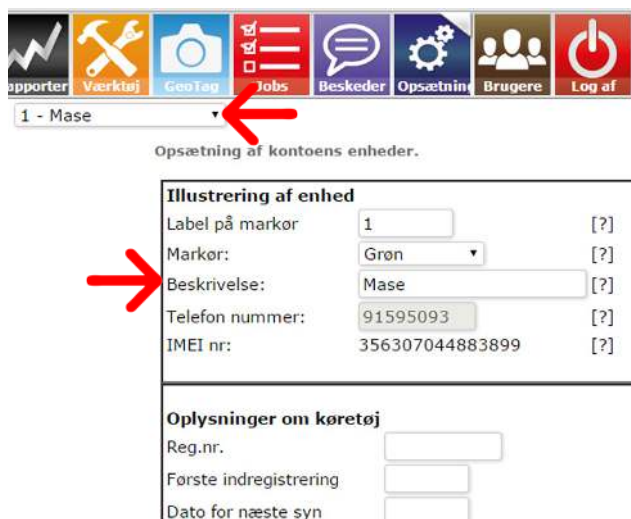 apporter Værktøj GeoTag Jobs Beskeder Opsætning Brugere Log af
1 - Mase
Opsætning af kontoens enheder.
Illustrering af enhed
Label på markør 1 [?]
Markør: Grøn [?]
Beskrivelse: Mase [?]
Telefon nummer: 91595093 [?]
IMEI nr: 356307044883899 [?]
Oplysninger om køretøj
Reg.nr.
Første indregistrering
Dato for næste syn